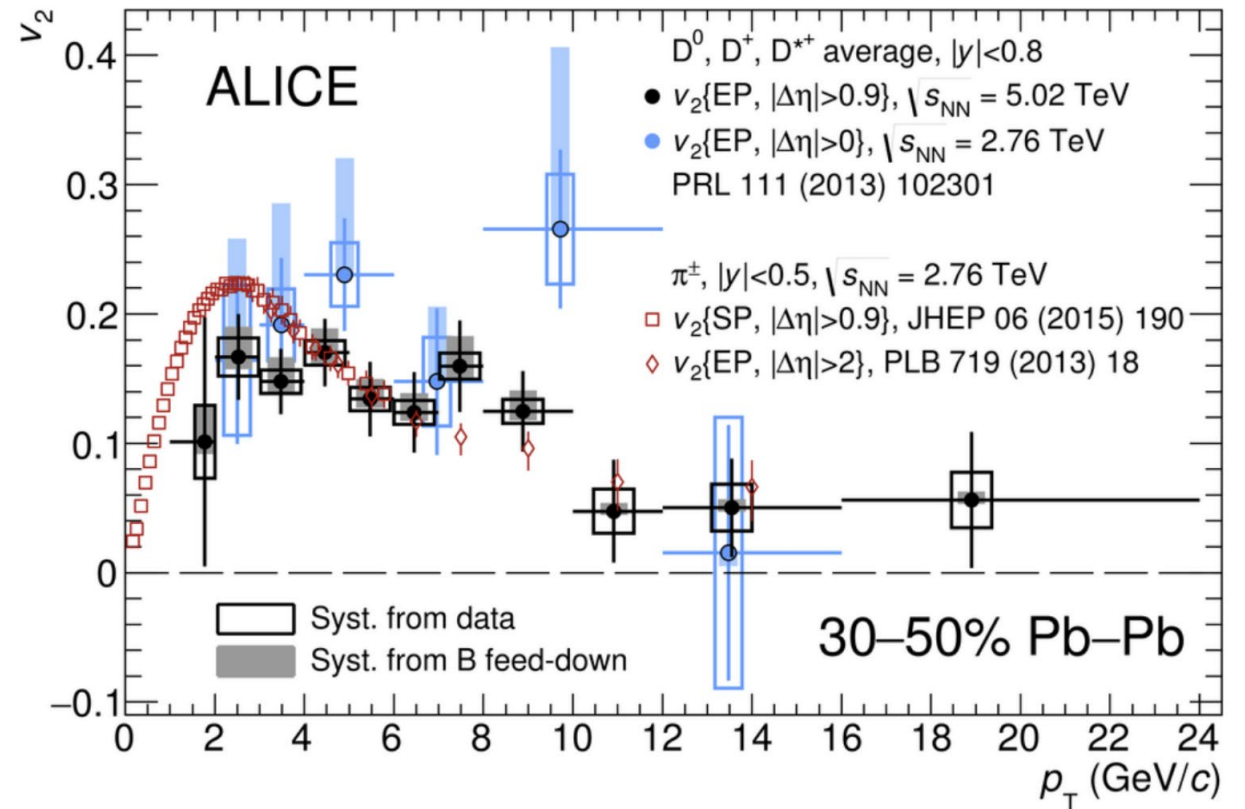 v₂
0.4
0.3
0.2
0.1
0
−0.1
ALICE
D⁰, D⁺, D*⁺ average, |y|<0.8
v₂{EP, |Δη|>0.9}, √s_NN = 5.02 TeV
v₂{EP, |Δη|>0}, √s_NN = 2.76 TeV
PRL 111 (2013) 102301
π±, |y|<0.5, √s_NN = 2.76 TeV
v₂{SP, |Δη|>0.9}, JHEP 06 (2015) 190
v₂{EP, |Δη|>2}, PLB 719 (2013) 18
Syst. from data
Syst. from B feed-down
30–50% Pb–Pb
0 2 4 6 8 10 12 14 16 18 20 22 24
p_T (GeV/c)